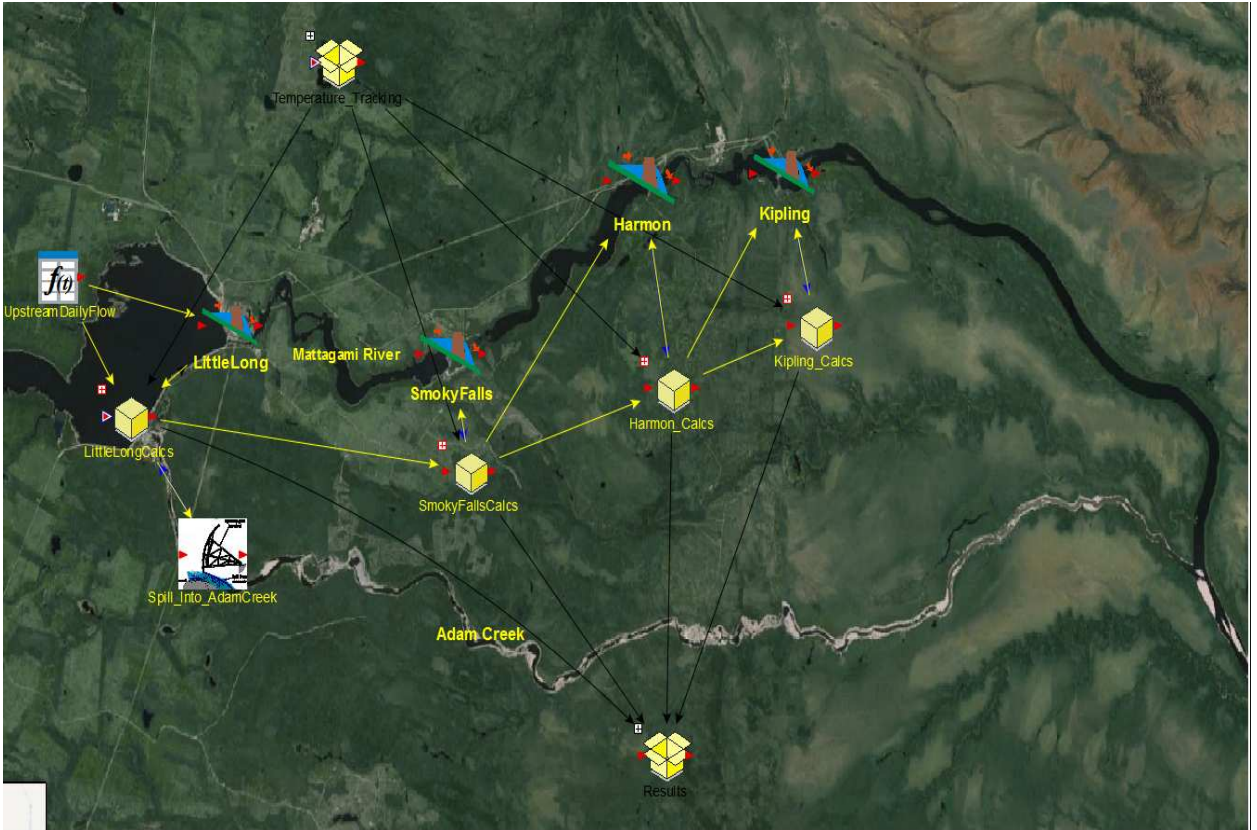 Temperature_Tracking
Harmon
Kipling
f(t)
UpstreamDailyFlow
Mattagami River
LittleLong
Kipling_Calcs
SmokyFalls
Harmon_Calcs
LittleLongCalcs
SmokyFallsCalcs
Spill_Into_AdamCreek
Adam Creek
Results